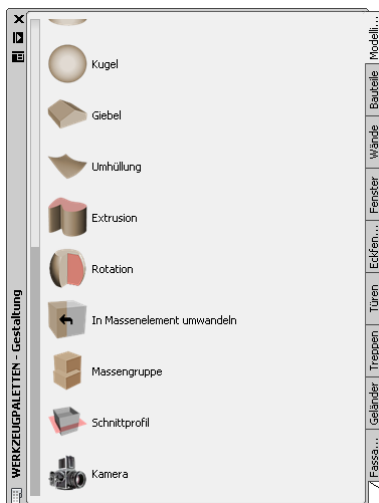 Kugel
Giebel
Umhüllung
Extrusion
Rotation
In Massenelement umwandeln
Massengruppe
Schnittprofil
Kamera
WERKZEUGPALETTEN - Gestaltung
Modelli...
Bauteile
Wände
Fenster
Eckfen...
Türen
Treppen
Geländer
Fassa...